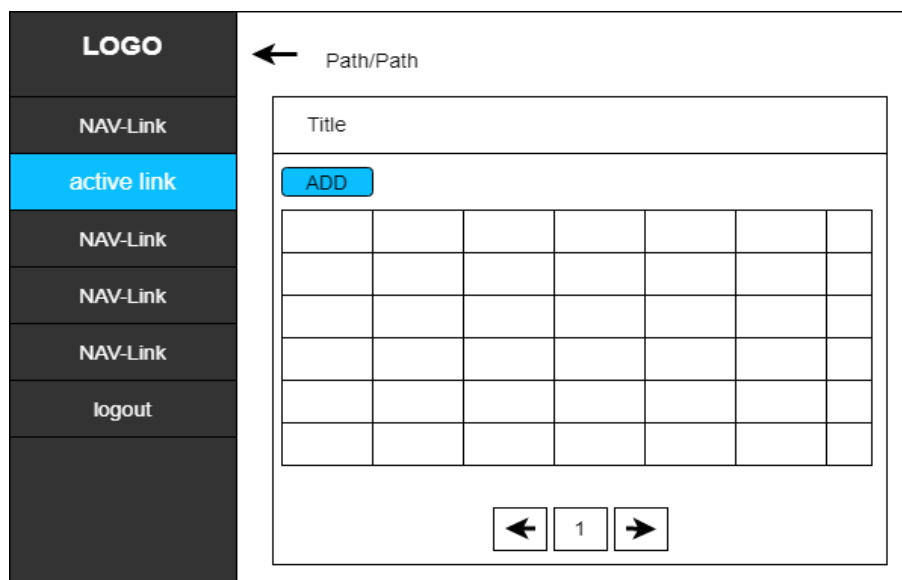 LOGO
Path/Path
NAV-Link
active link
NAV-Link
NAV-Link
NAV-Link
logout
Title
ADD
1